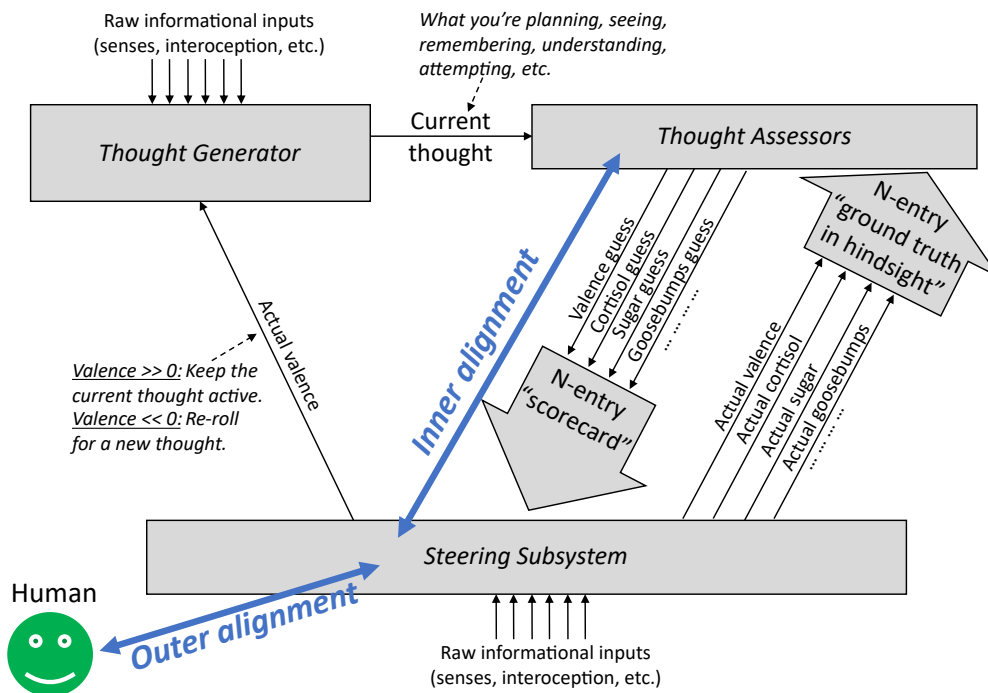 Raw informational inputs
(senses, interoception, etc.)
What you’re planning, seeing,
remembering, understanding,
attempting, etc.
Thought Generator
Current
thought
Thought Assessors
Valence guess
Cortisol guess
Sugar guess
Goosebumps guess
... ... ...
N-entry
“ground truth
in hindsight”
Inner alignment
Actual valence
Valence >> 0: Keep the
current thought active.
Valence << 0: Re-roll
for a new thought.
N-entry
“scorecard”
Actual valence
Actual cortisol
Actual sugar
Actual goosebumps
... ... ... ...
Steering Subsystem
Human
Outer alignment
Raw informational inputs
(senses, interoception, etc.)